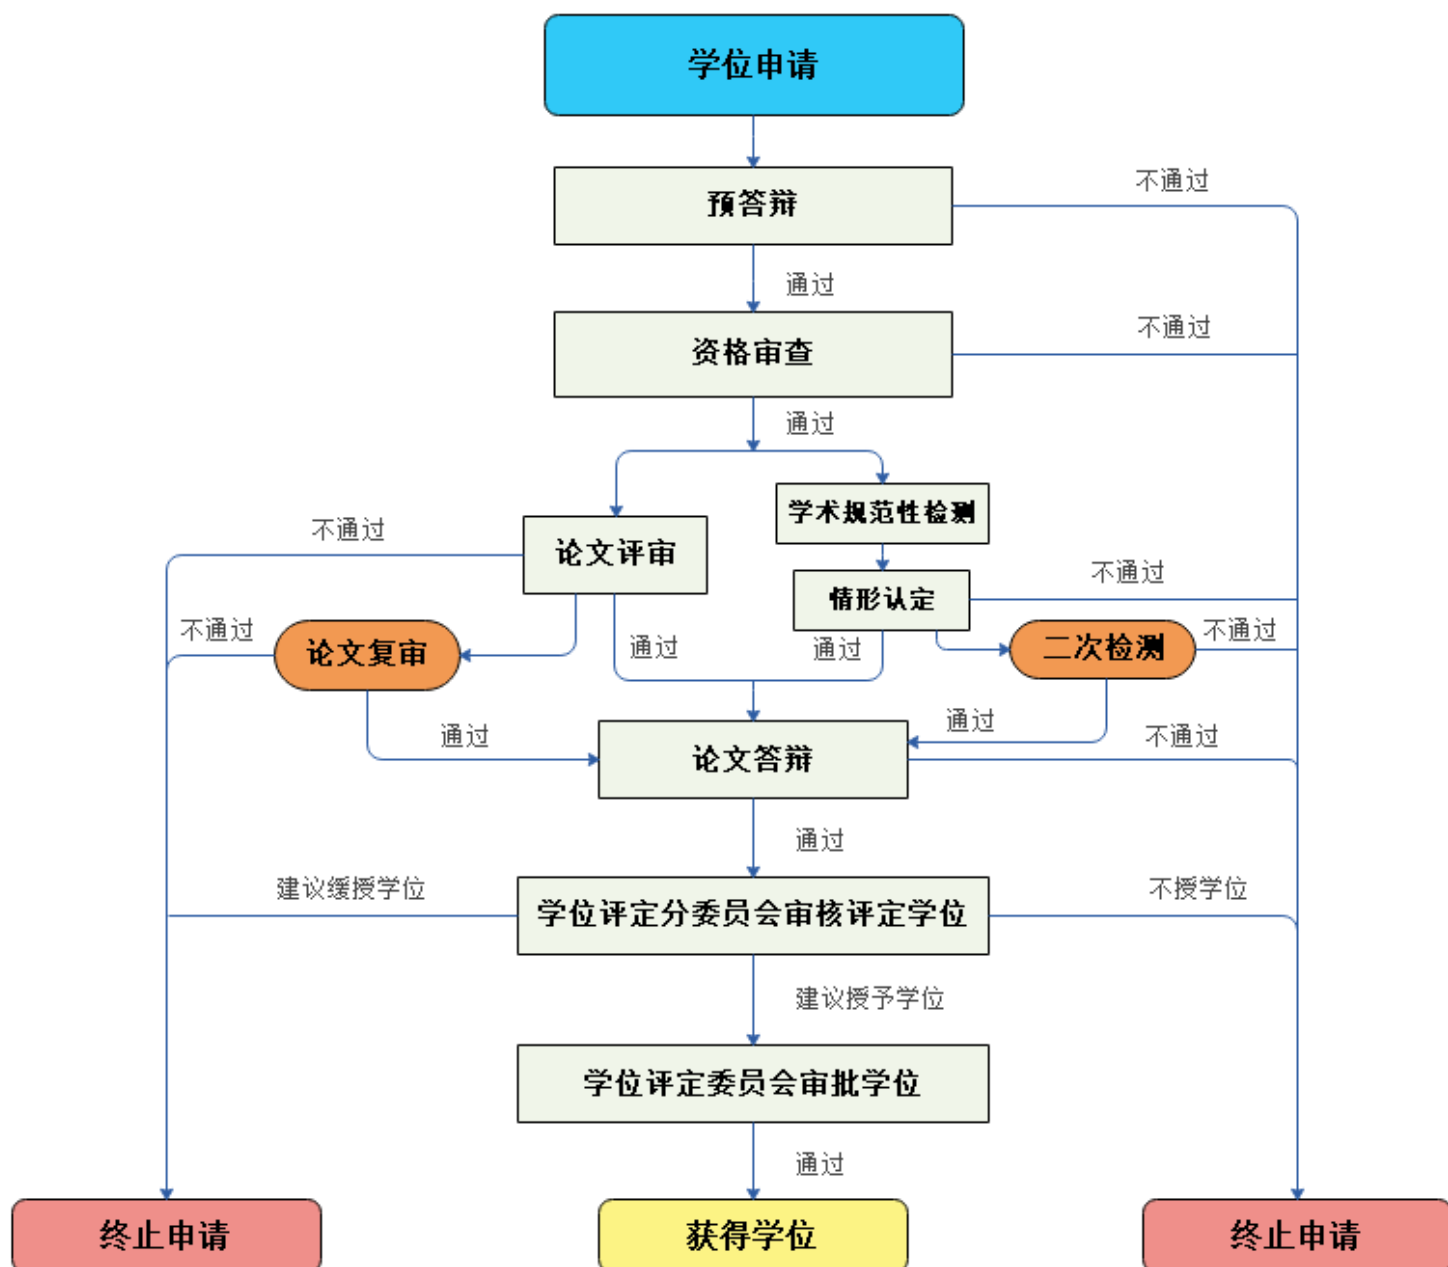 学位申请
不通过
预答辩
通过
不通过
资格审查
通过
学术规范性检测
不通过
论文评审
不通过
情形认定
不通过
论文复审
通过
通过
二次检测
不通过
通过
通过
不通过
论文答辩
通过
建议缓授学位
不授学位
学位评定分委员会审核评定学位
建议授予学位
学位评定委员会审批学位
通过
终止申请
获得学位
终止申请